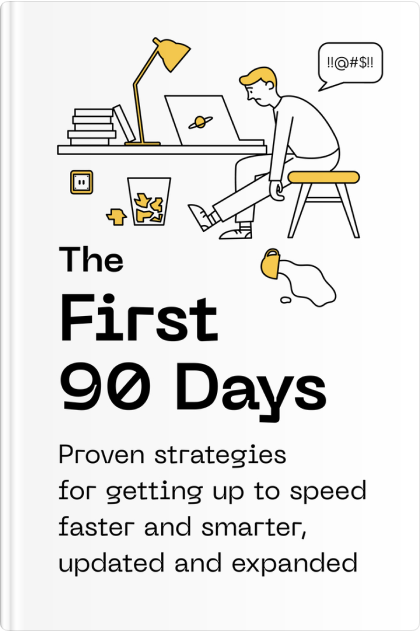 !!@#$!!
The
First
90 Days
Proven strategies
for getting up to speed
faster and smarter,
updated and expanded